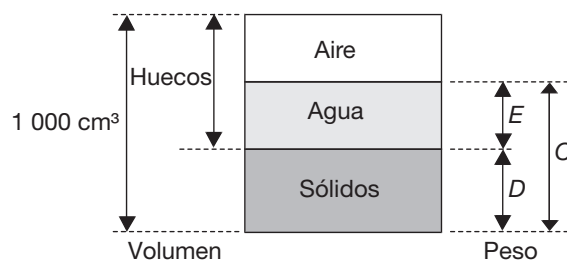 Aire
Huecos
1 000 cm³
Agua
E
C
Sólidos
D
Volumen
Peso